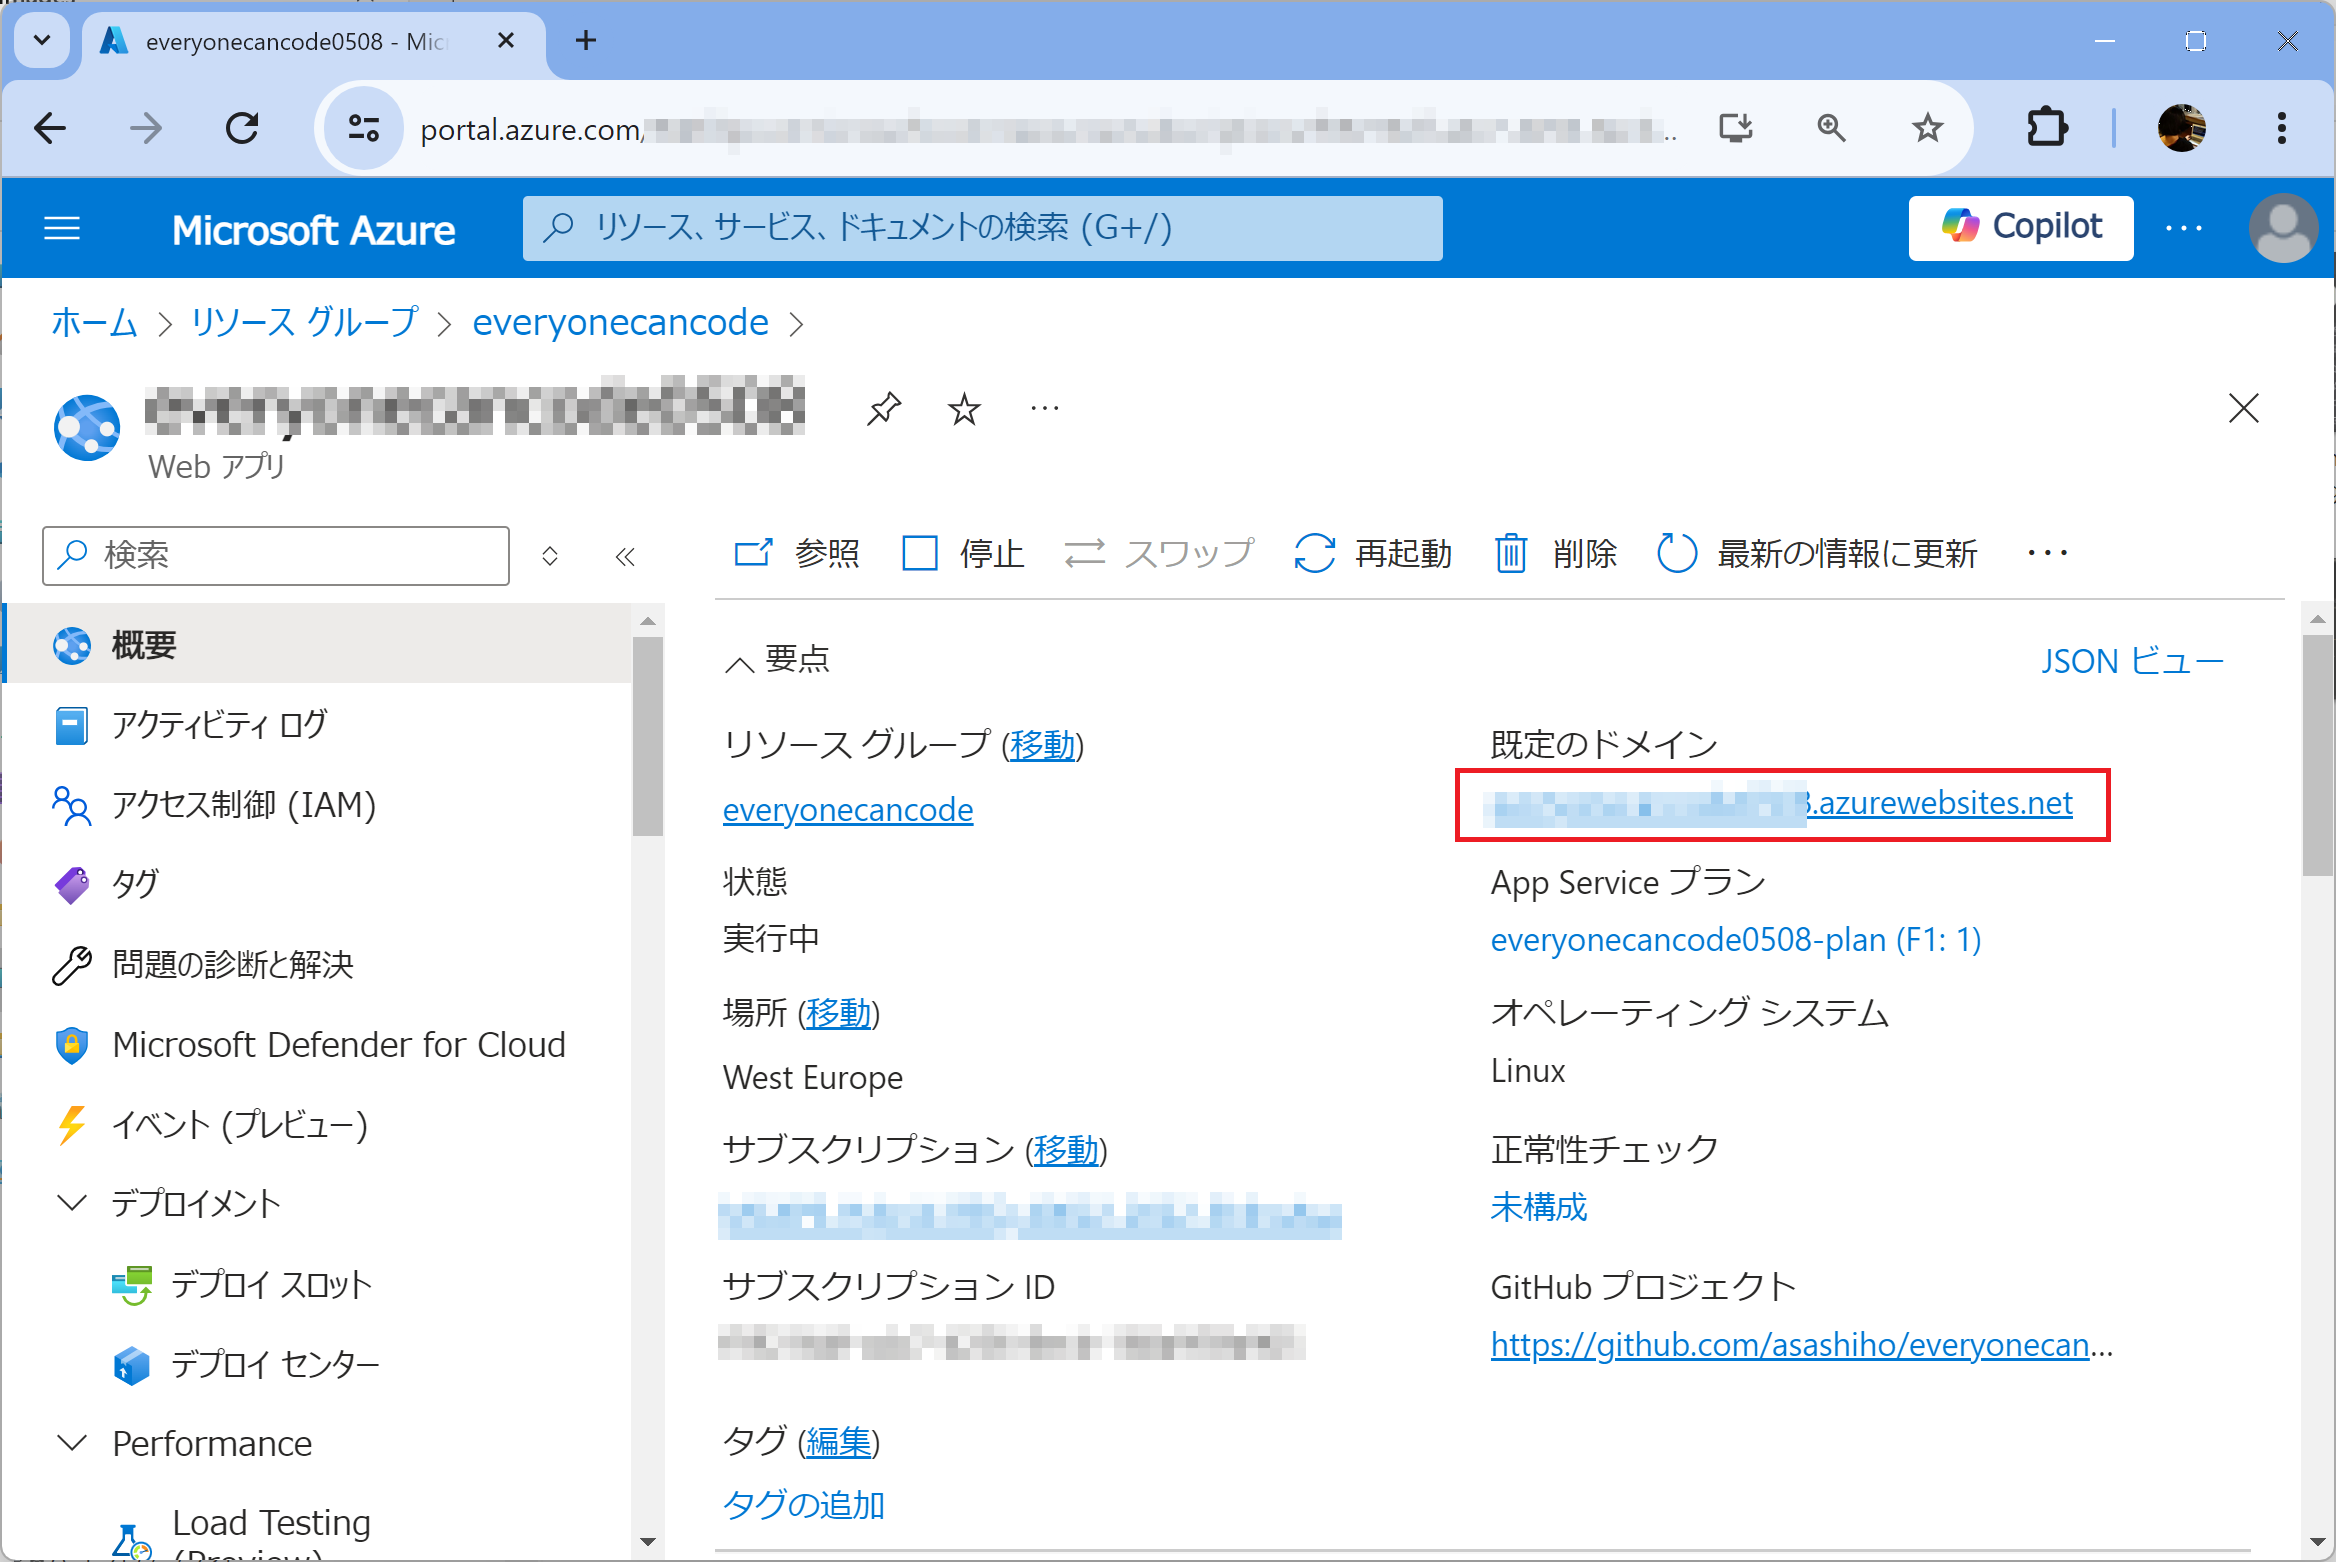 everyonecancode0508 - Mic
portal.azure.com/
Microsoft Azure
リソース、サービス、ドキュメントの検索 (G+/)
Copilot
ホーム > リソース グループ > everyonecancode >
Web アプリ
検索
参照 停止 スワップ 再起動 削除 最新の情報に更新
概要
アクティビティ ログ
アクセス制御 (IAM)
タグ
問題の診断と解決
Microsoft Defender for Cloud
イベント (プレビュー)
デプロイメント
デプロイ スロット
デプロイ センター
Performance
Load Testing
(Preview)
要点
JSON ビュー
リソース グループ (移動)
everyonecancode
状態
実行中
場所 (移動)
West Europe
サブスクリプション (移動)
サブスクリプション ID
タグ (編集)
タグの追加
既定のドメイン
.azurewebsites.net
App Service プラン
everyonecancode0508-plan (F1: 1)
オペレーティング システム
Linux
正常性チェック
未構成
GitHub プロジェクト
https://github.com/asashiho/everyonecan...